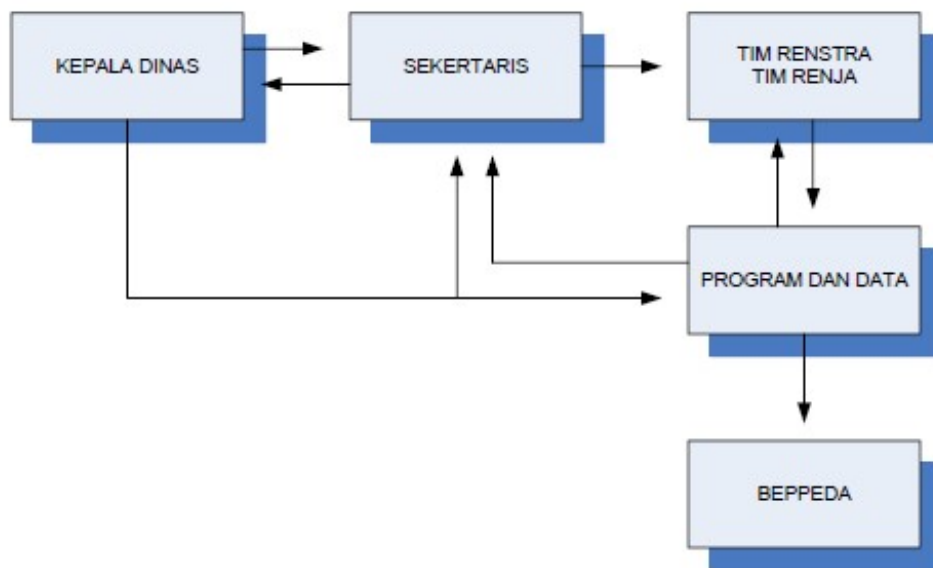 KEPALA DINAS
SEKERTARIS
TIM RENSTRA
TIM RENJA
PROGRAM DAN DATA
BEPPEDA